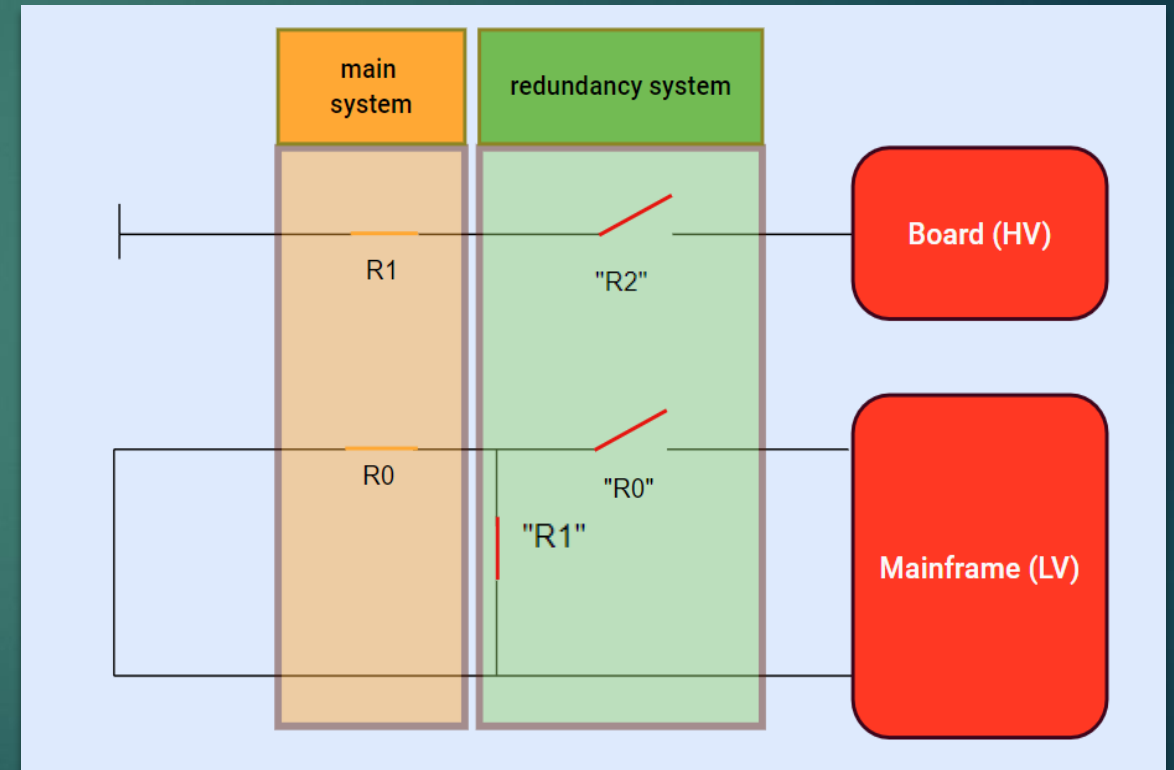 main
system
redundancy system
Board (HV)
R1
"R2"
R0
"R0"
"R1"
Mainframe (LV)